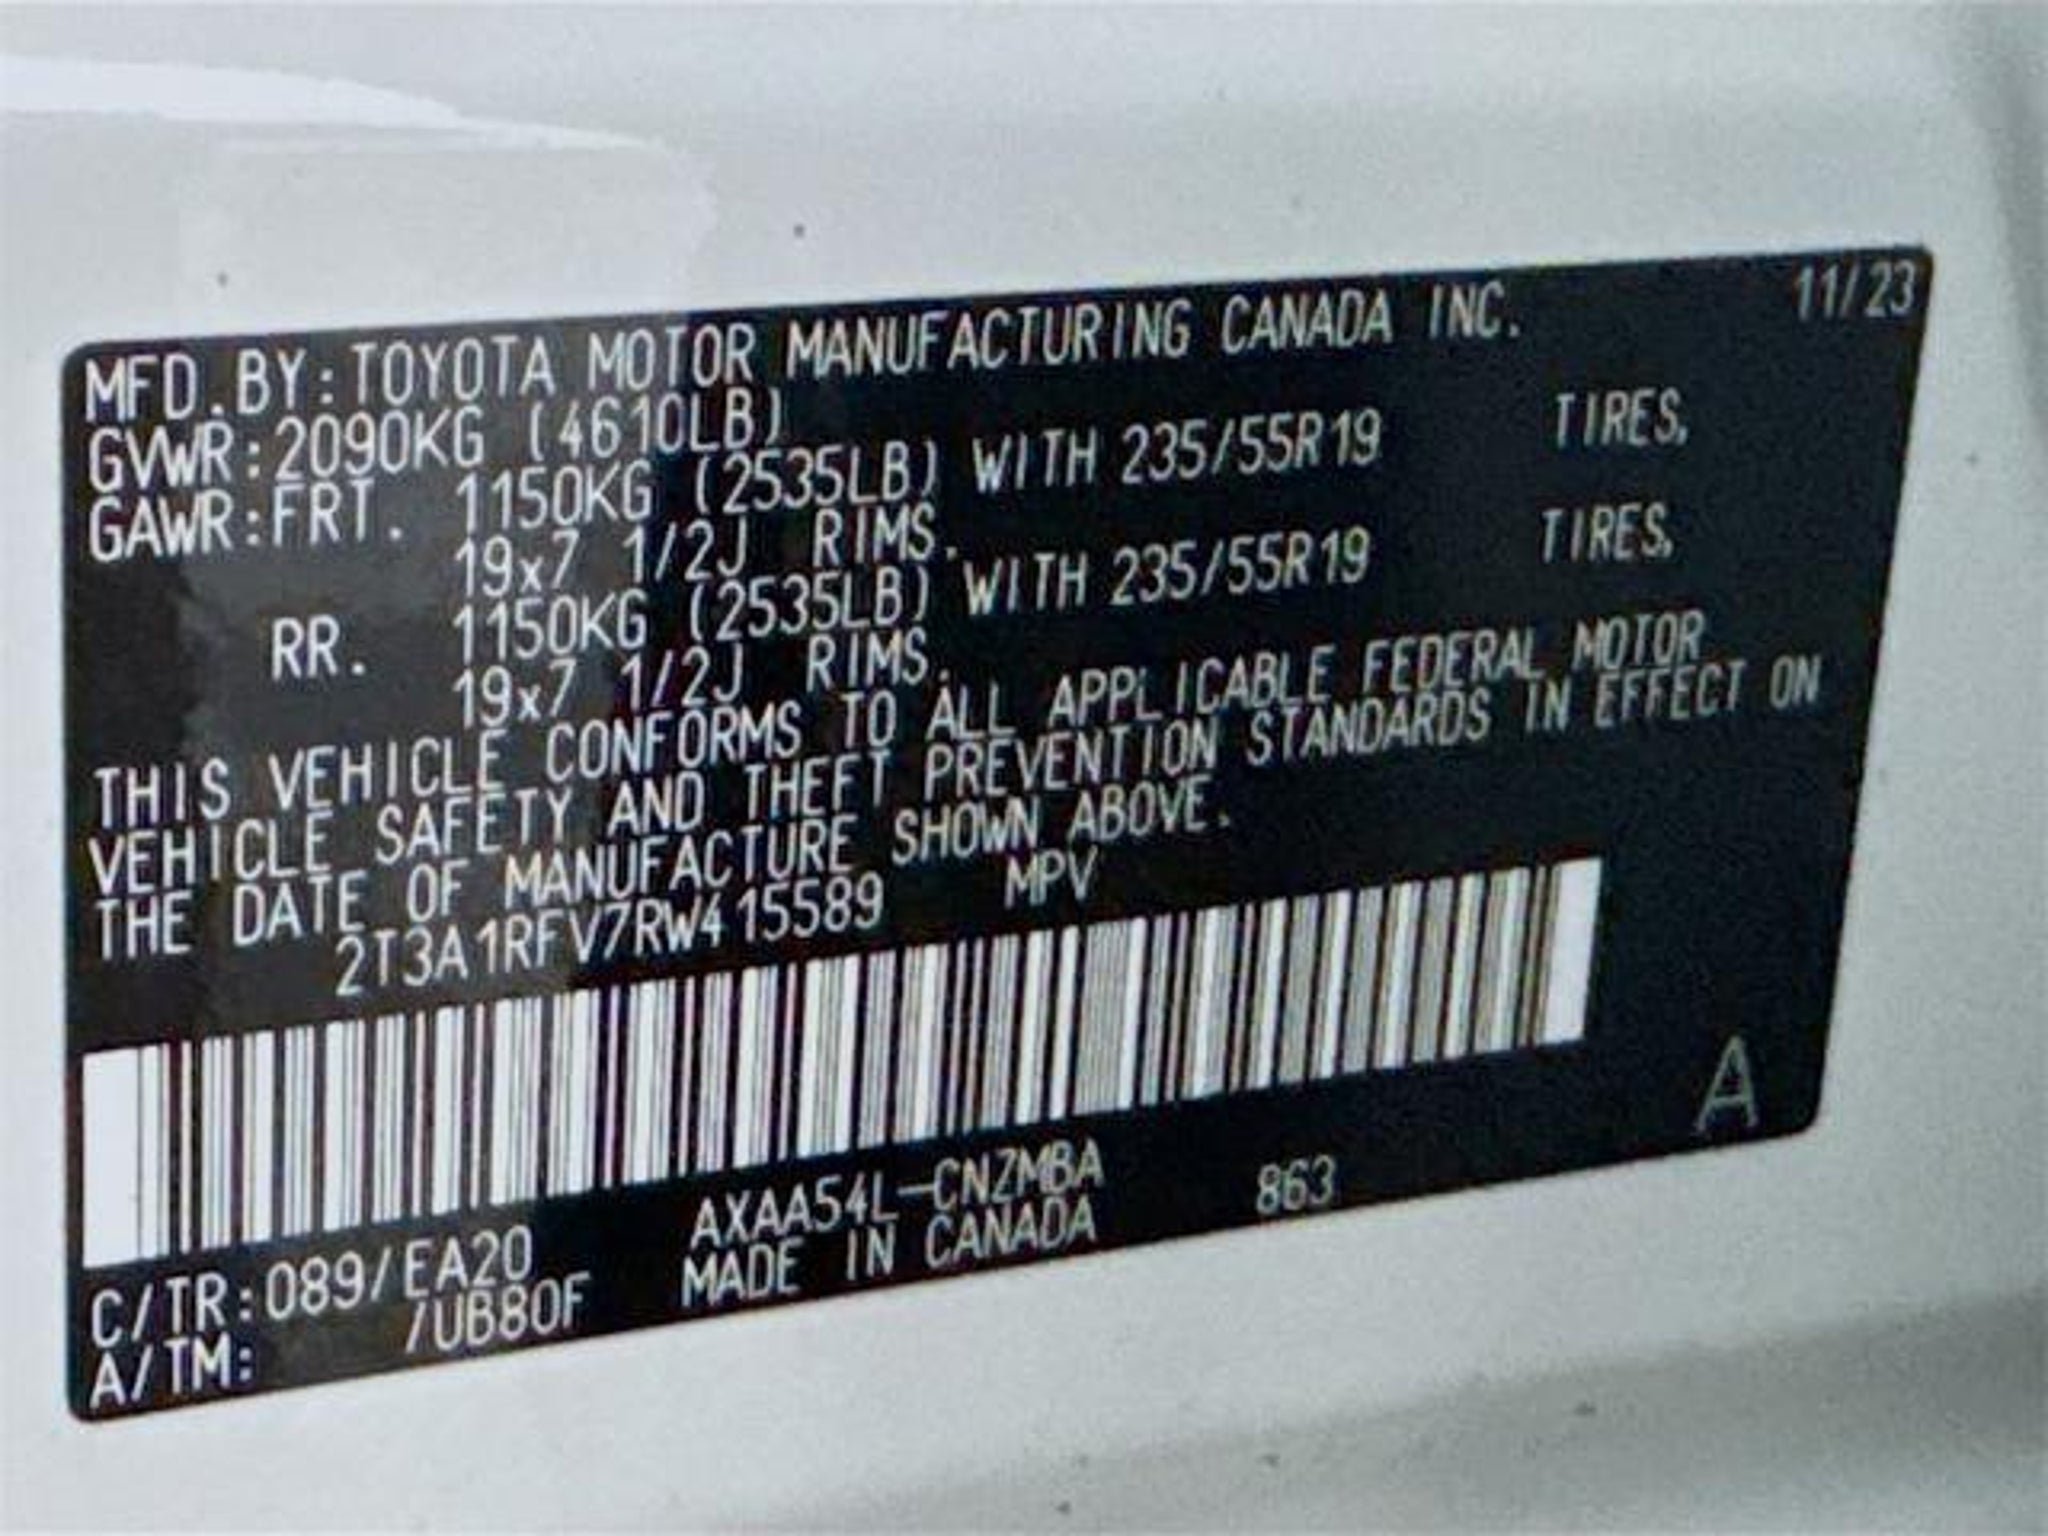 11/23
MFD.BY:TOYOTA MOTOR MANUFACTURING CANADA INC.
GVWR:2090KG (4610LB)
GAWR:FRT. 1150KG (2535LB) WITH 235/55R19 TIRES,
19x7 1/2J RIMS.
RR. 1150KG (2535LB) WITH 235/55R19 TIRES,
19x7 1/2J RIMS.
THIS VEHICLE CONFORMS TO ALL APPLICABLE FEDERAL MOTOR
VEHICLE SAFETY AND THEFT PREVENTION STANDARDS IN EFFECT ON
THE DATE OF MANUFACTURE SHOWN ABOVE.
2T3A1RFV7RW415589 MPV
A
C/TR:089/EA20 AXAA54L-CNZMBA 863
A/TM: /UB80F MADE IN CANADA